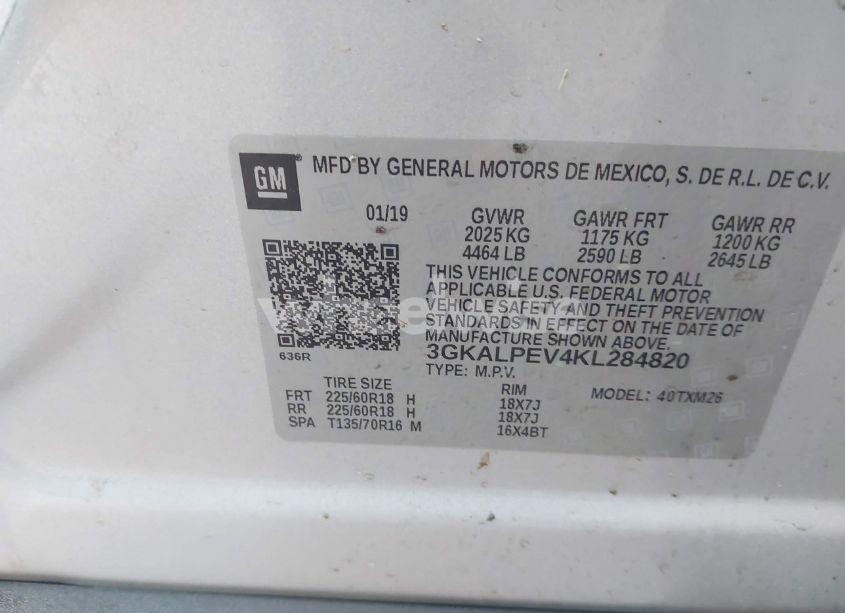 GM MFD BY GENERAL MOTORS DE MEXICO, S. DE R.L. DE C.V.
01/19 GVWR GAWR FRT GAWR RR
2025 KG 1175 KG 1200 KG
4464 LB 2590 LB 2645 LB
THIS VEHICLE CONFORMS TO ALL
APPLICABLE U.S. FEDERAL MOTOR
VEHICLE SAFETY AND THEFT PREVENTION
STANDARDS IN EFFECT ON THE DATE OF
MANUFACTURE SHOWN ABOVE.
636R
3GKALPEV4KL284820
TYPE: M.P.V.
TIRE SIZE RIM MODEL: 40TXM26
FRT 225/60R18 H 18X7J
RR 225/60R18 H 18X7J
SPA T135/70R16 M 16X4BT